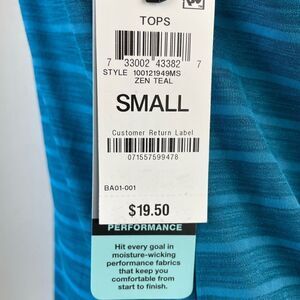 TOPS
7 33002 43382 7
STYLE 100121949MS
ZEN TEAL
SMALL
Customer Return Label
071557599478
BA01-001
$19.50
PERFORMANCE
Hit every goal in
moisture-wicking
performance fabrics
that keep you
comfortable from
start to finish.